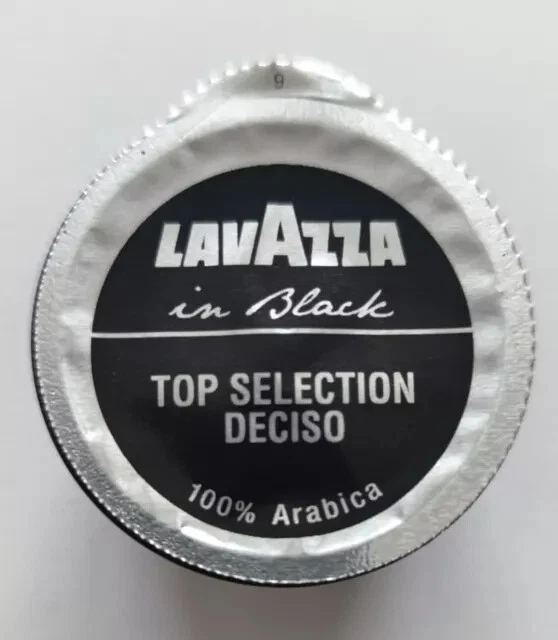 9
LAVAZZA
in Black
TOP SELECTION
DECISO
100% Arabica